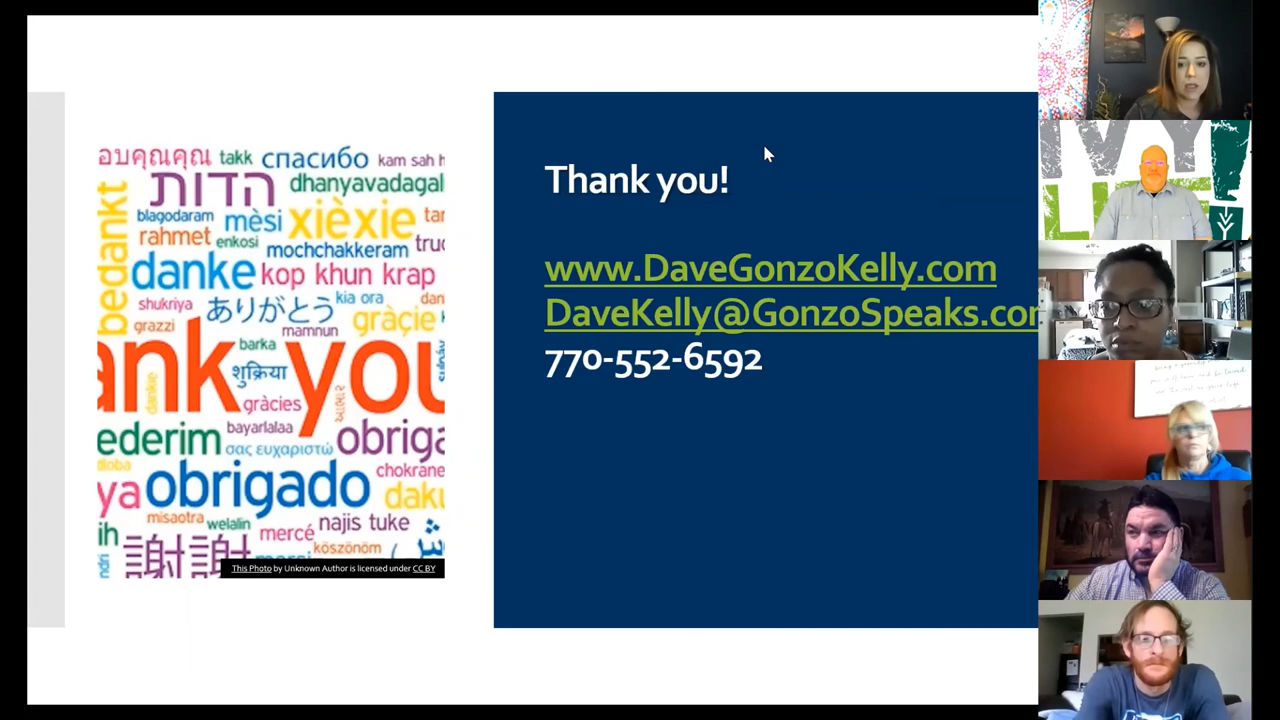 อบคุณคุณ takk спасибо kam sah h
bedankt
תודות dhanyavadagal
blagodaram mèsi xièxie tar
rahmet enkosi mochchakkeram truc
danke kop khun krap
shukriya ありがとう kia ora dan
grazzi mamnun gràcie
ank you
barka
शुक्रिया
dankie
gràcies
ederim bayarlalaa obriga
σας ευχαριστώ
chokrane
ya obrigado daku
misaotra welalin mercé najis tuke
ih
謝謝 köszönöm
This Photo by Unknown Author is licensed under CC BY
Thank you!
www.DaveGonzoKelly.com
DaveKelly@GonzoSpeaks.com
770-552-6592